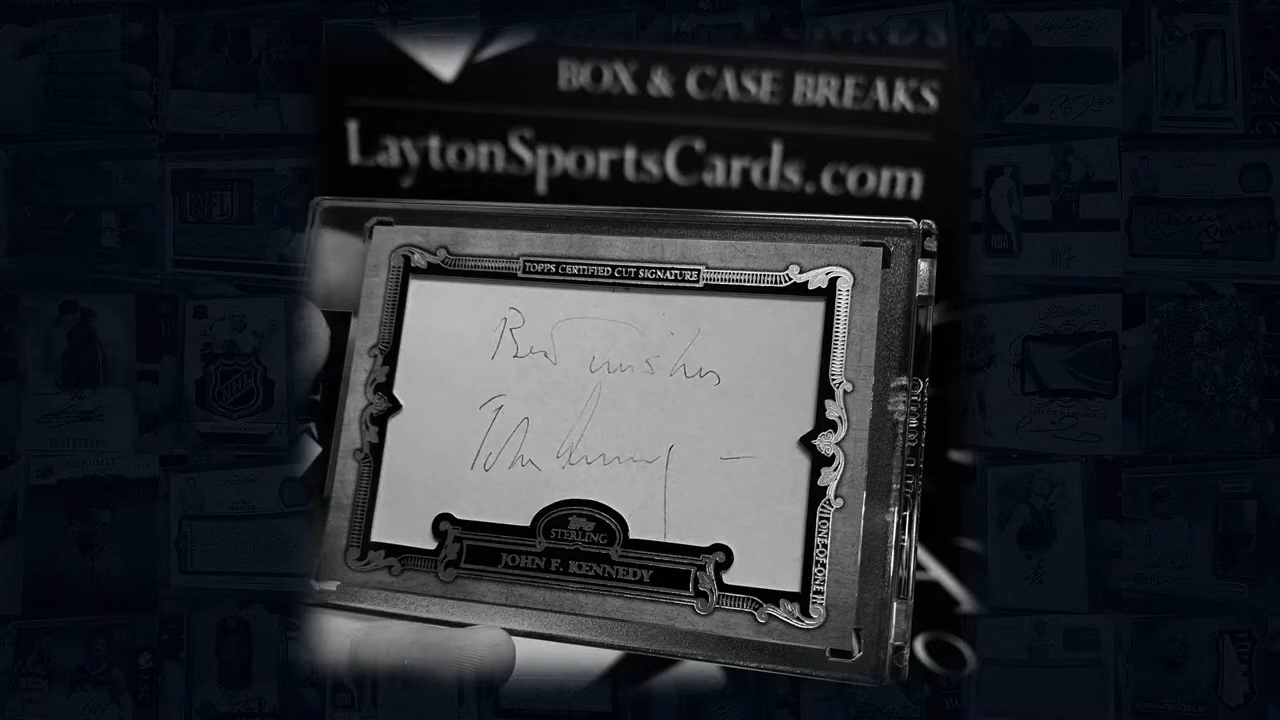 BOX & CASE BREAKS
LaytonSportsCards.com
TOPPS CERTIFIED CUT SIGNATURE
Best wishes
John Kennedy
topps
STERLING
JOHN F. KENNEDY
ONE-OF-ONE